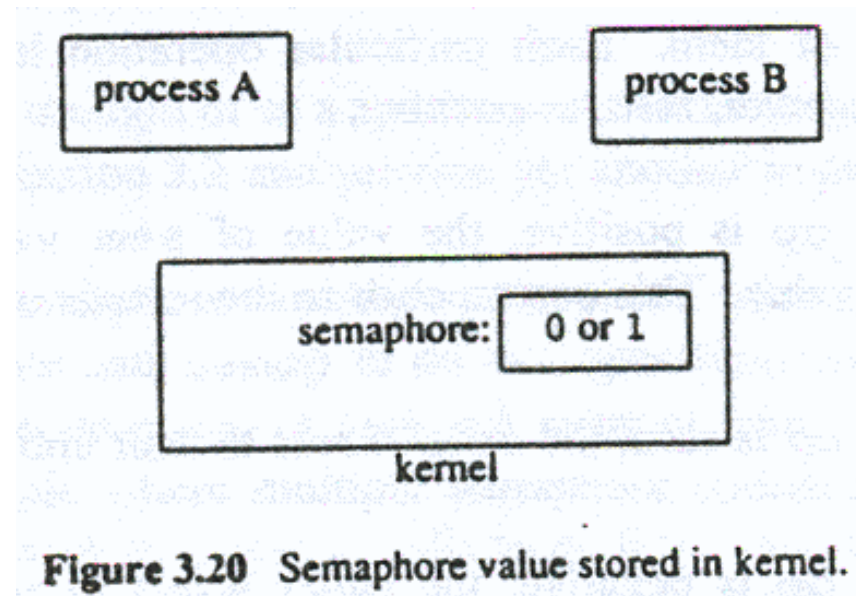 process A
process B
semaphore: 0 or 1
kernel
Figure 3.20 Semaphore value stored in kernel.